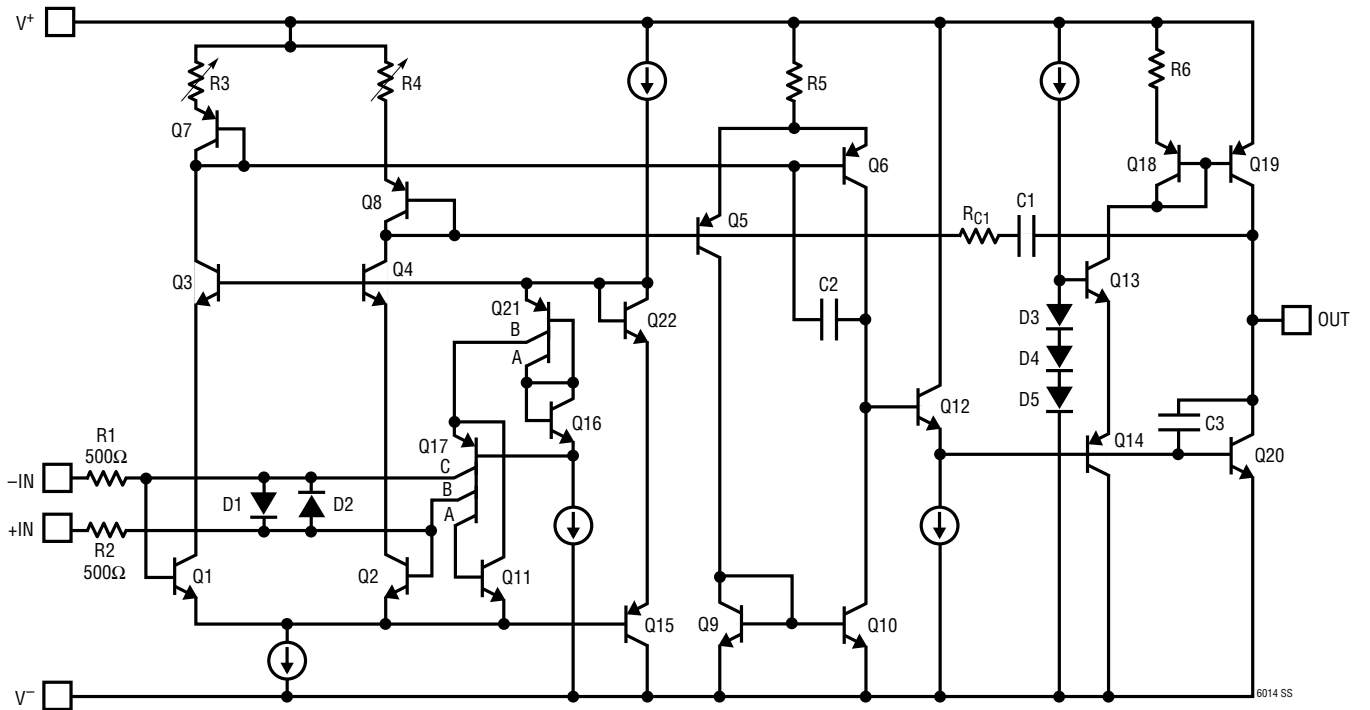 V+
R3
R4
R5
R6
Q7
Q6
Q18
Q19
Q8
Q5
RC1
C1
Q3
Q4
Q13
Q21
C2
D3
OUT
B
Q22
A
D4
D5
Q16
Q12
R1
500Ω
Q17
C3
Q14
–IN
C
Q20
D1
D2
B
A
+IN
R2
500Ω
Q1
Q2
Q11
Q15
Q9
Q10
V–
6014 SS